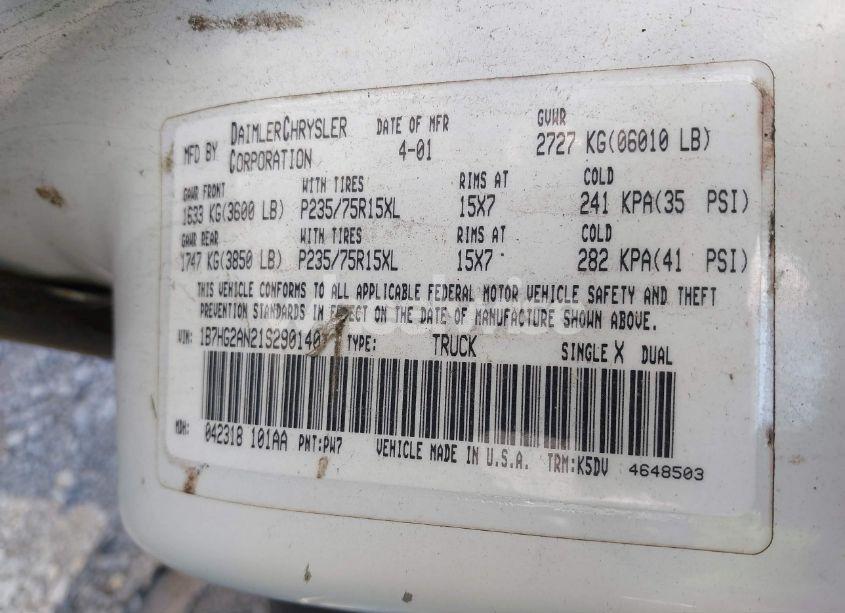 MFD BY DAIMLERCHRYSLER CORPORATION DATE OF MFR 4-01 GVWR 2727 KG(06010 LB)
GAWR FRONT WITH TIRES RIMS AT COLD
1633 KG(3600 LB) P235/75R15XL 15X7 241 KPA(35 PSI)
GAWR REAR WITH TIRES RIMS AT COLD
1747 KG(3850 LB) P235/75R15XL 15X7 282 KPA(41 PSI)
THIS VEHICLE CONFORMS TO ALL APPLICABLE FEDERAL MOTOR VEHICLE SAFETY AND THEFT
PREVENTION STANDARDS IN EFFECT ON THE DATE OF MANUFACTURE SHOWN ABOVE.
VIN: 1B7HG2AN21S290140 TYPE: TRUCK SINGLE X DUAL
MDH: 042318 101AA PNT:PW7 VEHICLE MADE IN U.S.A. TRM:K5DV 4648503